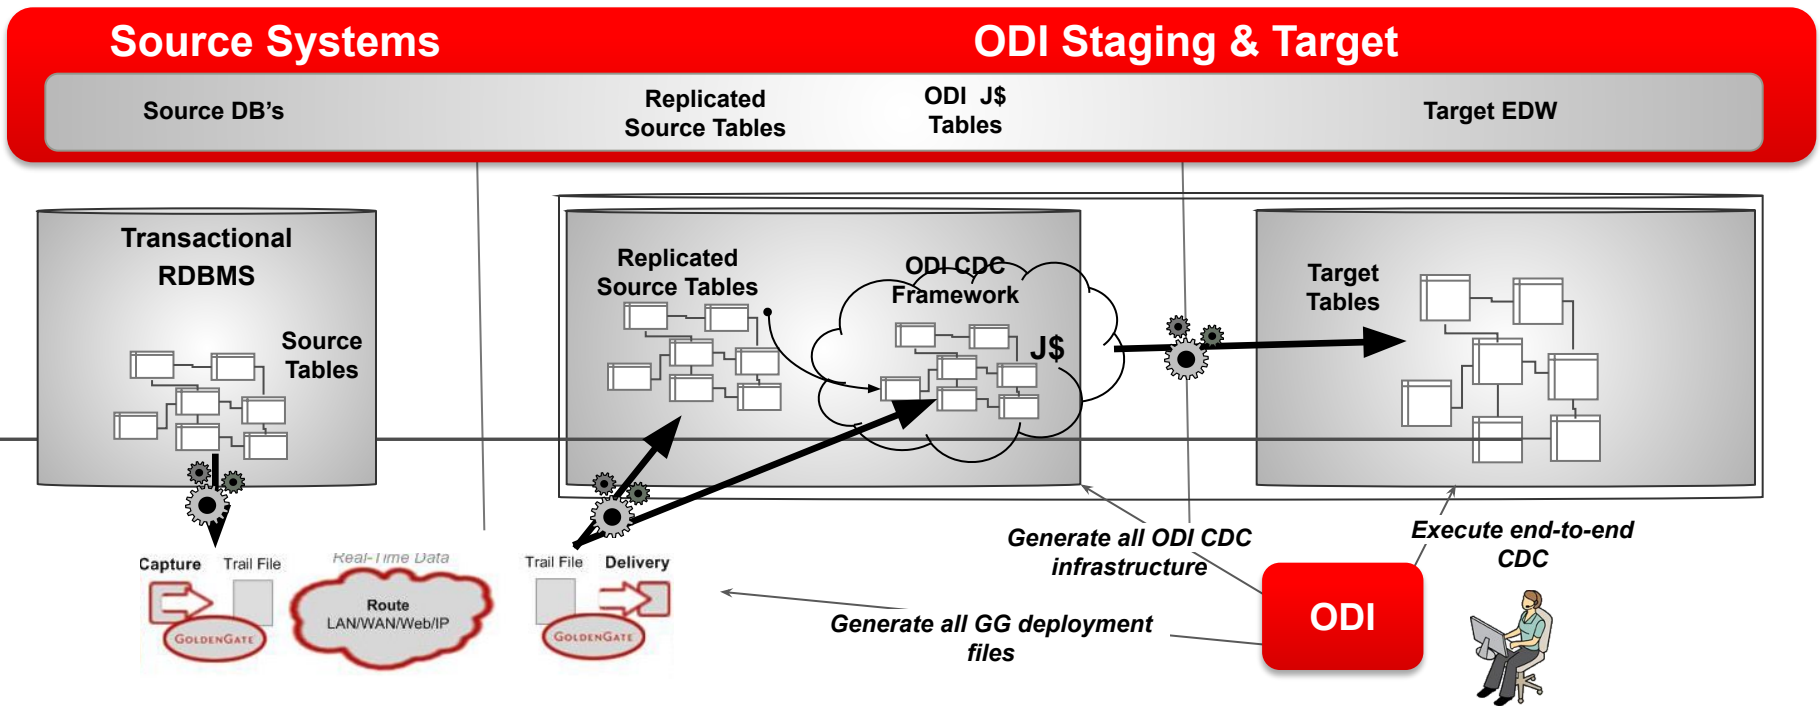 Source Systems
ODI Staging & Target
Source DB's
Replicated
Source Tables
ODI J$
Tables
Target EDW
Transactional
RDBMS
Source
Tables
Replicated
Source Tables
ODI CDC
Framework
J$
Target
Tables
Capture
Trail File
GOLDENGATE
Real-Time Data
Route
LAN/WAN/Web/IP
Trail File
Delivery
GOLDENGATE
Generate all ODI CDC
infrastructure
Generate all GG deployment
files
Execute end-to-end
CDC
ODI